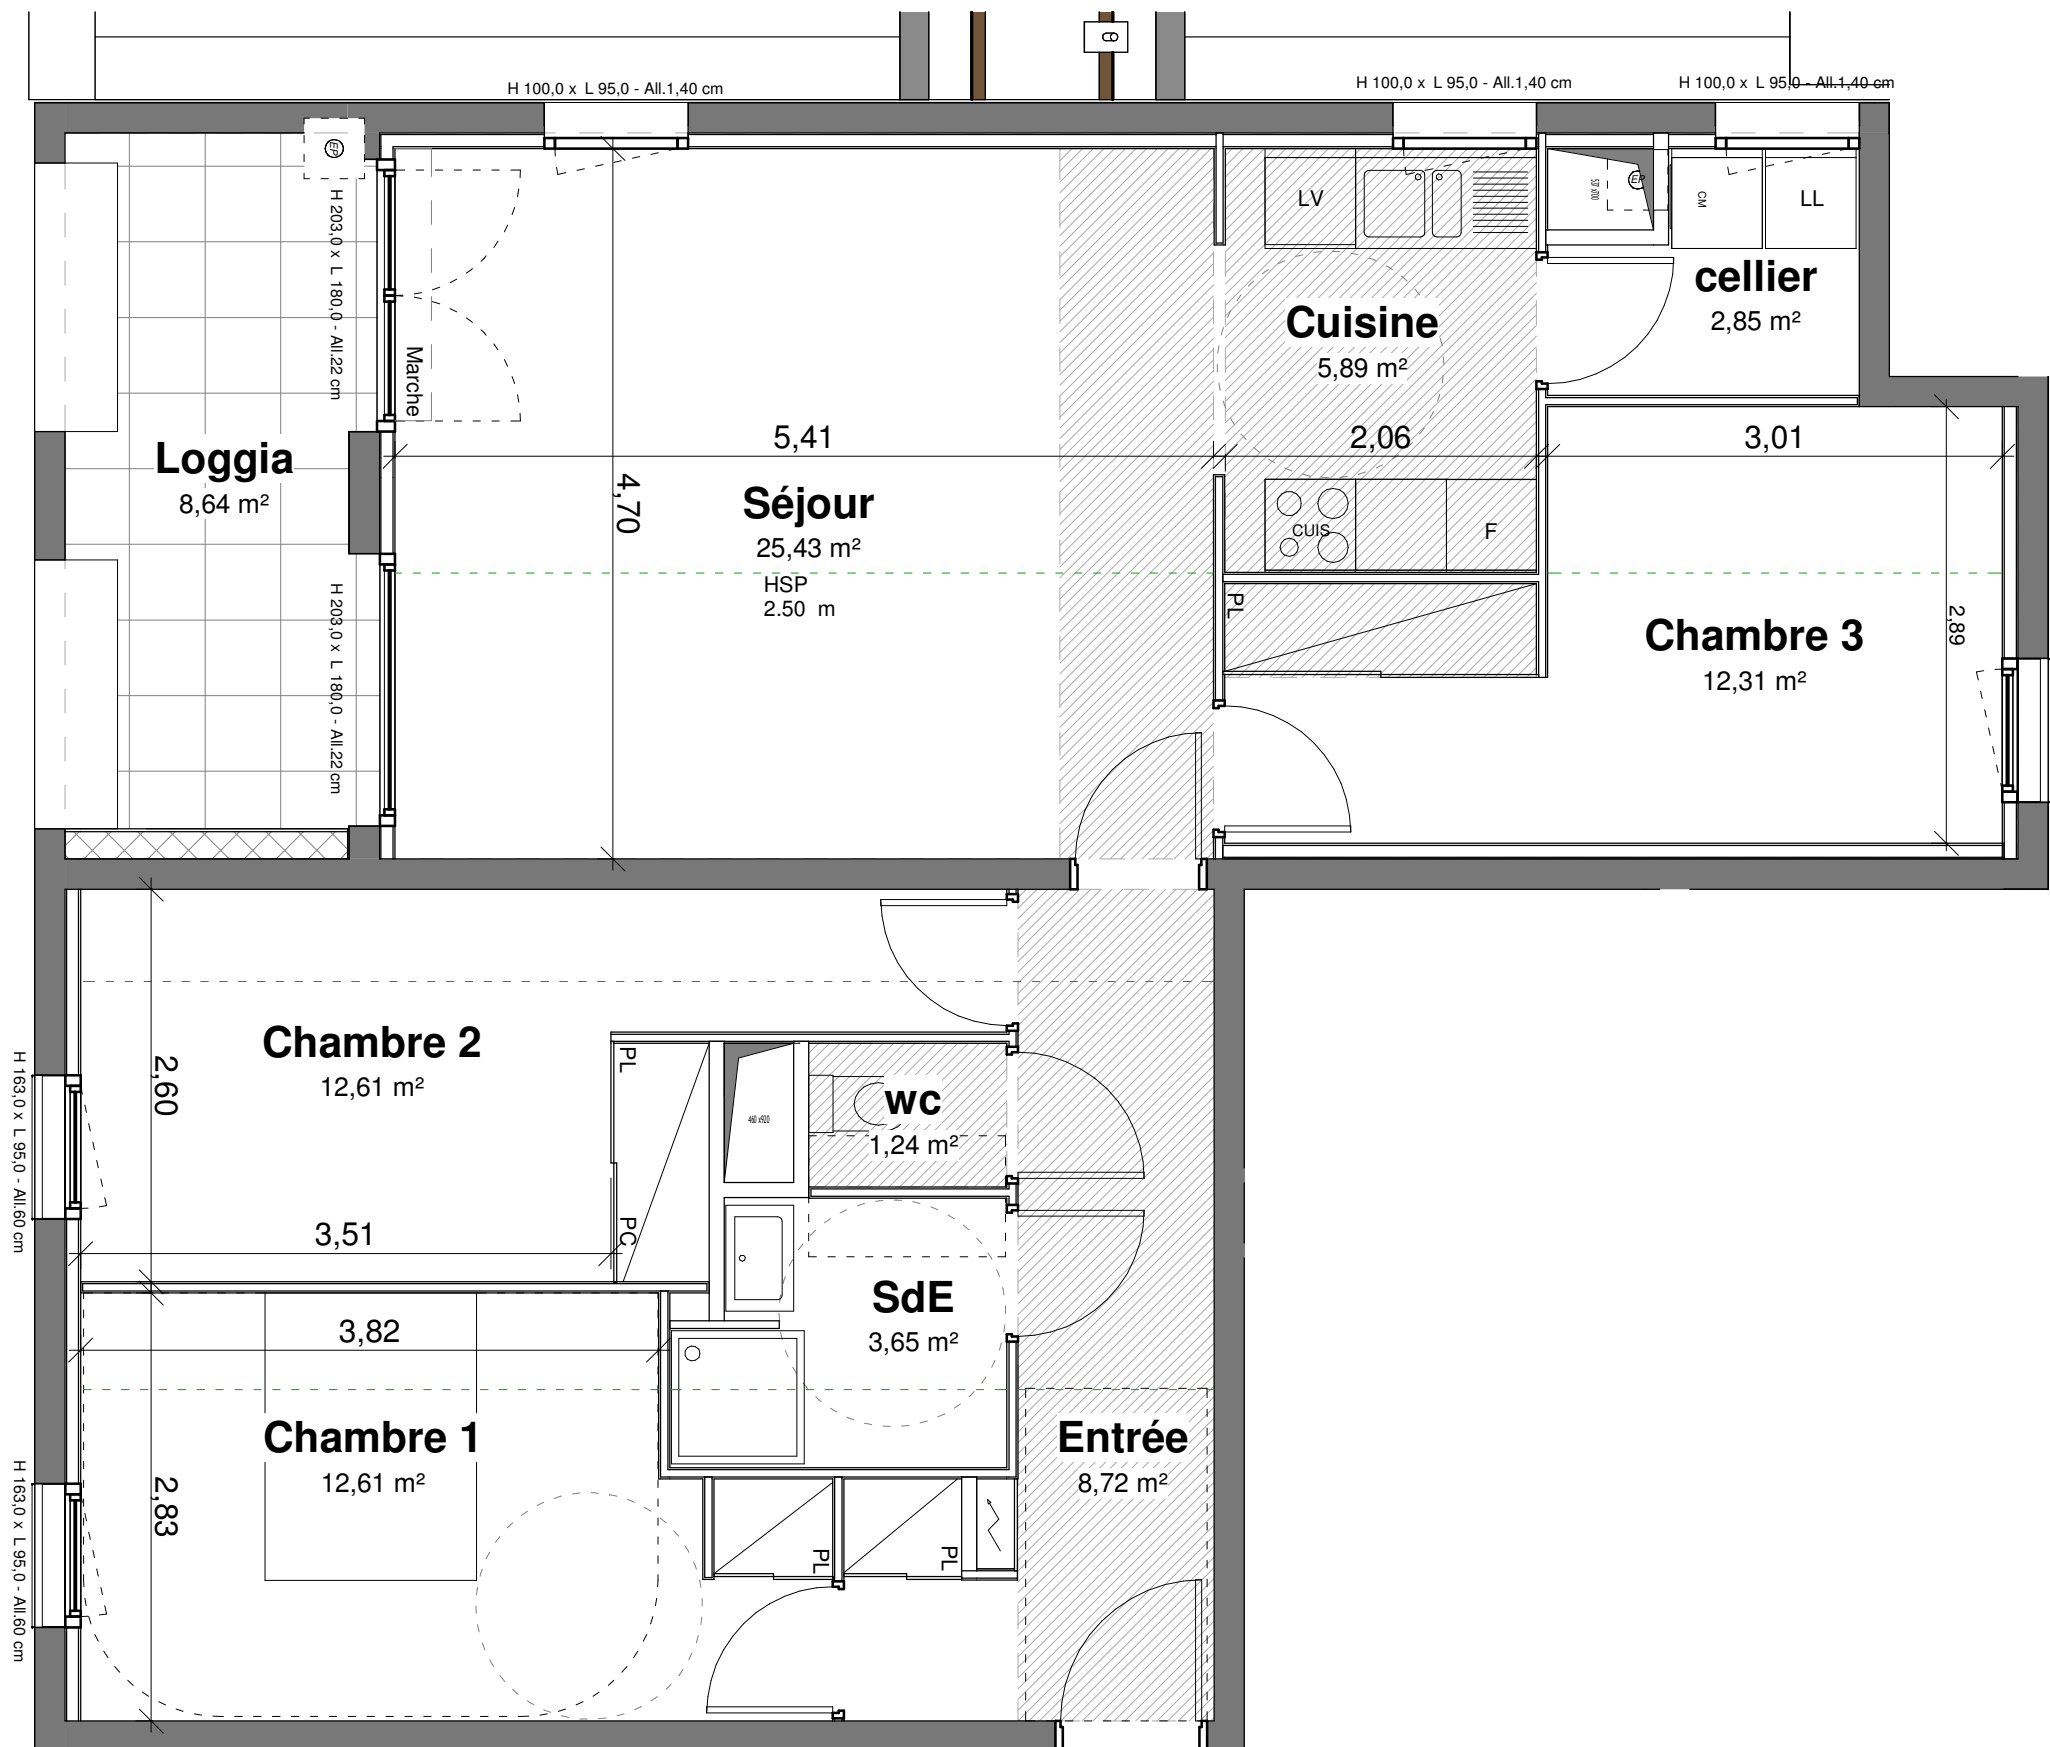 6
H 100,0 x L 95,0 - All.1,40 cm
H 100,0 x L 95,0 - All.1,40 cm
H 100,0 x L 95,0 - All.1,40 cm
EP
H 203,0 x L 180,0 - All.22 cm
Marche
LV
EP
CM
LL
cellier
2,85 m²
Cuisine
5,89 m²
Loggia
8,64 m²
5,41
2,06
3,01
4,70
Séjour
25,43 m²
HSP
2.50 m
CUIS
F
H 203,0 x L 180,0 - All.22 cm
PL
2,89
Chambre 3
12,31 m²
Chambre 2
12,61 m²
2,60
H 163,0 x L 95,0 - All.60 cm
PL
460 x920
wc
1,24 m²
3,51
PC
SdE
3,65 m²
3,82
Chambre 1
12,61 m²
Entrée
8,72 m²
2,83
H 163,0 x L 95,0 - All.60 cm
PL
PL